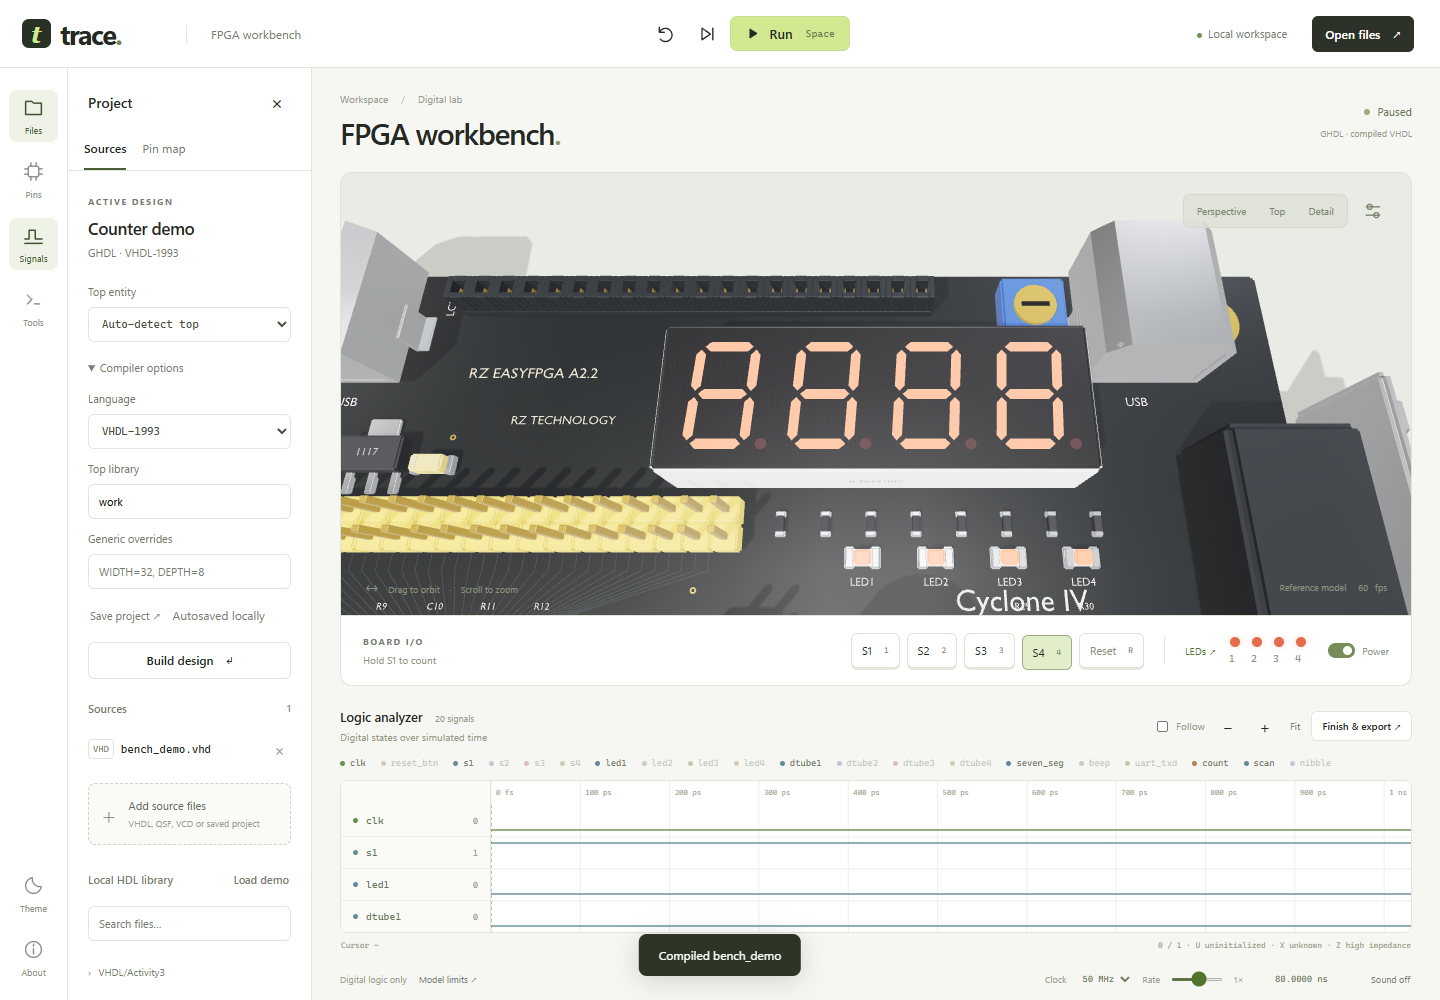 t trace.
FPGA workbench
Run Space
Local workspace
Open files ↗
Files
Pins
Signals
Tools
Theme
About
Project ×
Sources Pin map
ACTIVE DESIGN
Counter demo
GHDL · VHDL-1993
Top entity
Auto-detect top
▼ Compiler options
Language
VHDL-1993
Top library
work
Generic overrides
WIDTH=32, DEPTH=8
Save project ↗ Autosaved locally
Build design ↲
Sources 1
VHD bench_demo.vhd ×
+ Add source files
VHDL, QSF, VCD or saved project
Local HDL library Load demo
Search files...
› VHDL/Activity3
Workspace / Digital lab
FPGA workbench.
Paused
GHDL · compiled VHDL
Perspective Top Detail
RZ EASYFPGA A2.2
RZ TECHNOLOGY
8888
USB
USB
1117
LED1 LED2 LED3 LED4
Cyclone IV
R9 C10 R11 R12
R30
Drag to orbit · Scroll to zoom
Reference model 60 fps
BOARD I/O
Hold S1 to count
S1 1 S2 2 S3 3 S4 4 Reset R
LEDs ↗
1 2 3 4
Power
Logic analyzer 20 signals
Digital states over simulated time
Follow − + Fit Finish & export ↗
clk reset_btn s1 s2 s3 s4 led1 led2 led3 led4 dtube1 dtube2 dtube3 dtube4 seven_seg beep uart_txd count scan nibble
0 fs 100 ps 200 ps 300 ps 400 ps 500 ps 600 ps 700 ps 800 ps 900 ps 1 ns
clk 0
s1 1
led1 0
dtube1 0
Cursor —
0 / 1 · U uninitialized · X unknown · Z high impedance
Compiled bench_demo
Digital logic only Model limits ↗
Clock 50 MHz Rate 1× 80.0000 ns Sound off